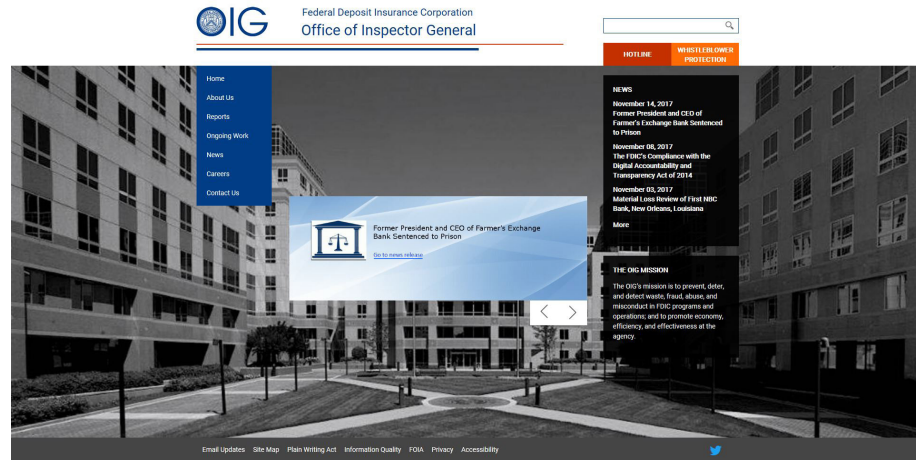 OIG
Federal Deposit Insurance Corporation
Office of Inspector General
HOTLINE
WHISTLEBLOWER
PROTECTION
Home
About Us
Reports
Ongoing Work
News
Careers
Contact Us
Former President and CEO of Farmer's Exchange
Bank Sentenced to Prison
Go to news release
NEWS
November 14, 2017
Former President and CEO of
Farmer's Exchange Bank Sentenced
to Prison
November 08, 2017
The FDIC's Compliance with the
Digital Accountability and
Transparency Act of 2014
November 03, 2017
Material Loss Review of First NBC
Bank, New Orleans, Louisiana
More
THE OIG MISSION
The OIG's mission is to prevent, deter,
and detect waste, fraud, abuse, and
misconduct in FDIC programs and
operations; and to promote economy,
efficiency, and effectiveness at the
agency.
Email Updates Site Map Plain Writing Act Information Quality FOIA Privacy Accessibility